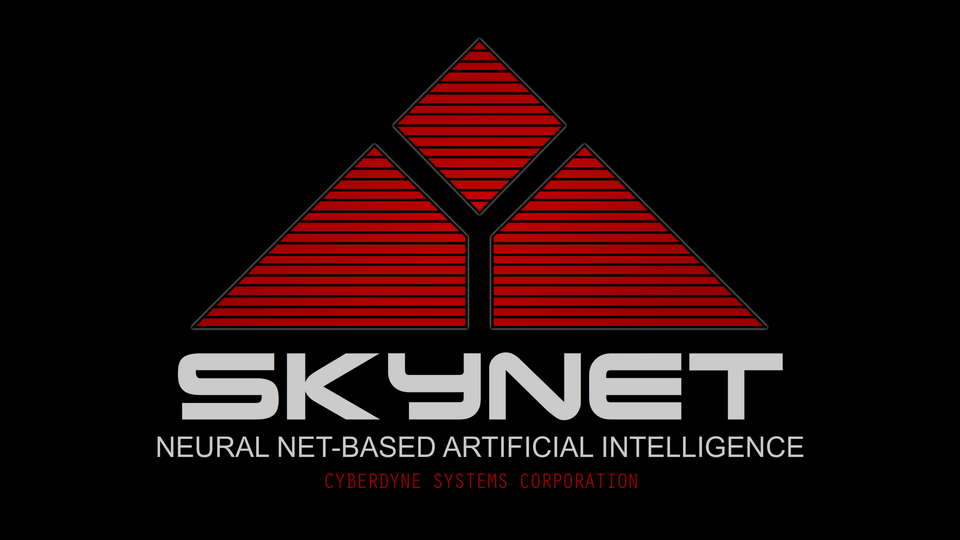 SKYNET
NEURAL NET-BASED ARTIFICIAL INTELLIGENCE
CYBERDYNE SYSTEMS CORPORATION